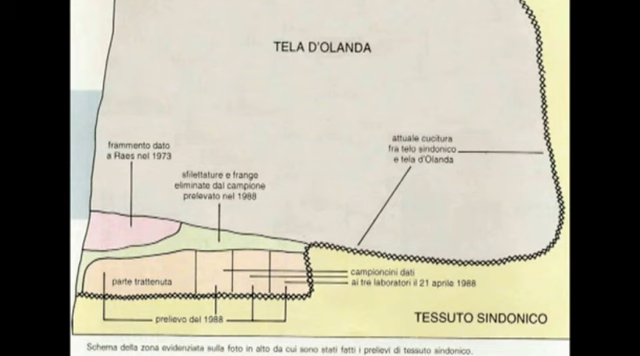 TELA D'OLANDA
frammento dato
a Raes nel 1973
attuale cucitura
fra telo sindonico
e tela d'Olanda
sfilettature e frange
eliminate dal campione
prelevato nel 1988
parte trattenuta
campioncini dati
ai tre laboratori il 21 aprile 1988
prelievo del 1988
TESSUTO SINDONICO
Schema della zona evidenziata sulla foto in alto da cui sono stati fatti i prelievi di tessuto sindonico.